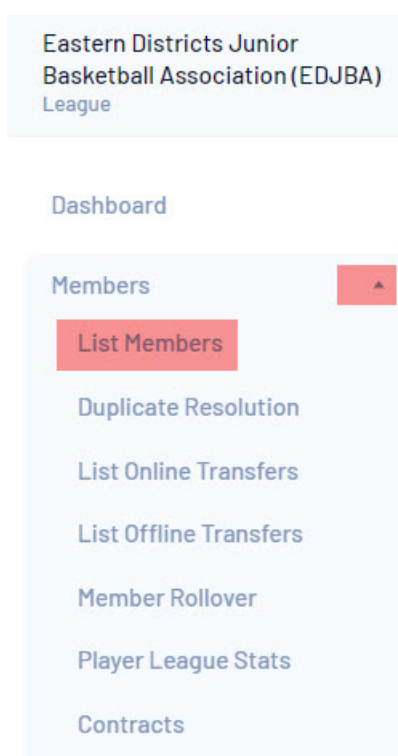 Eastern Districts Junior
Basketball Association (EDJBA)
League
Dashboard
Members
List Members
Duplicate Resolution
List Online Transfers
List Offline Transfers
Member Rollover
Player League Stats
Contracts